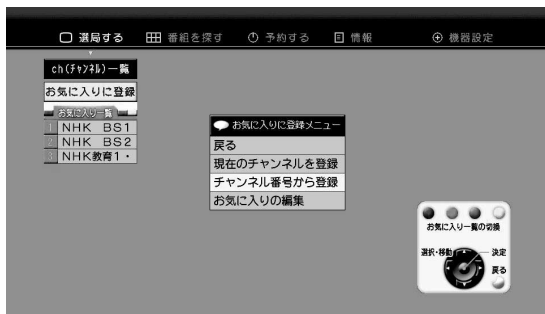 選局する 番組を探す 予約する 情報 機器設定
ch(チャンネル)一覧
お気に入りに登録
お気に入り一覧
1 NHK BS1
2 NHK BS2
3 NHK教育1・
お気に入りに登録メニュー
戻る
現在のチャンネルを登録
チャンネル番号から登録
お気に入りの編集
お気に入り一覧の切換
選択・移動
決定
戻る